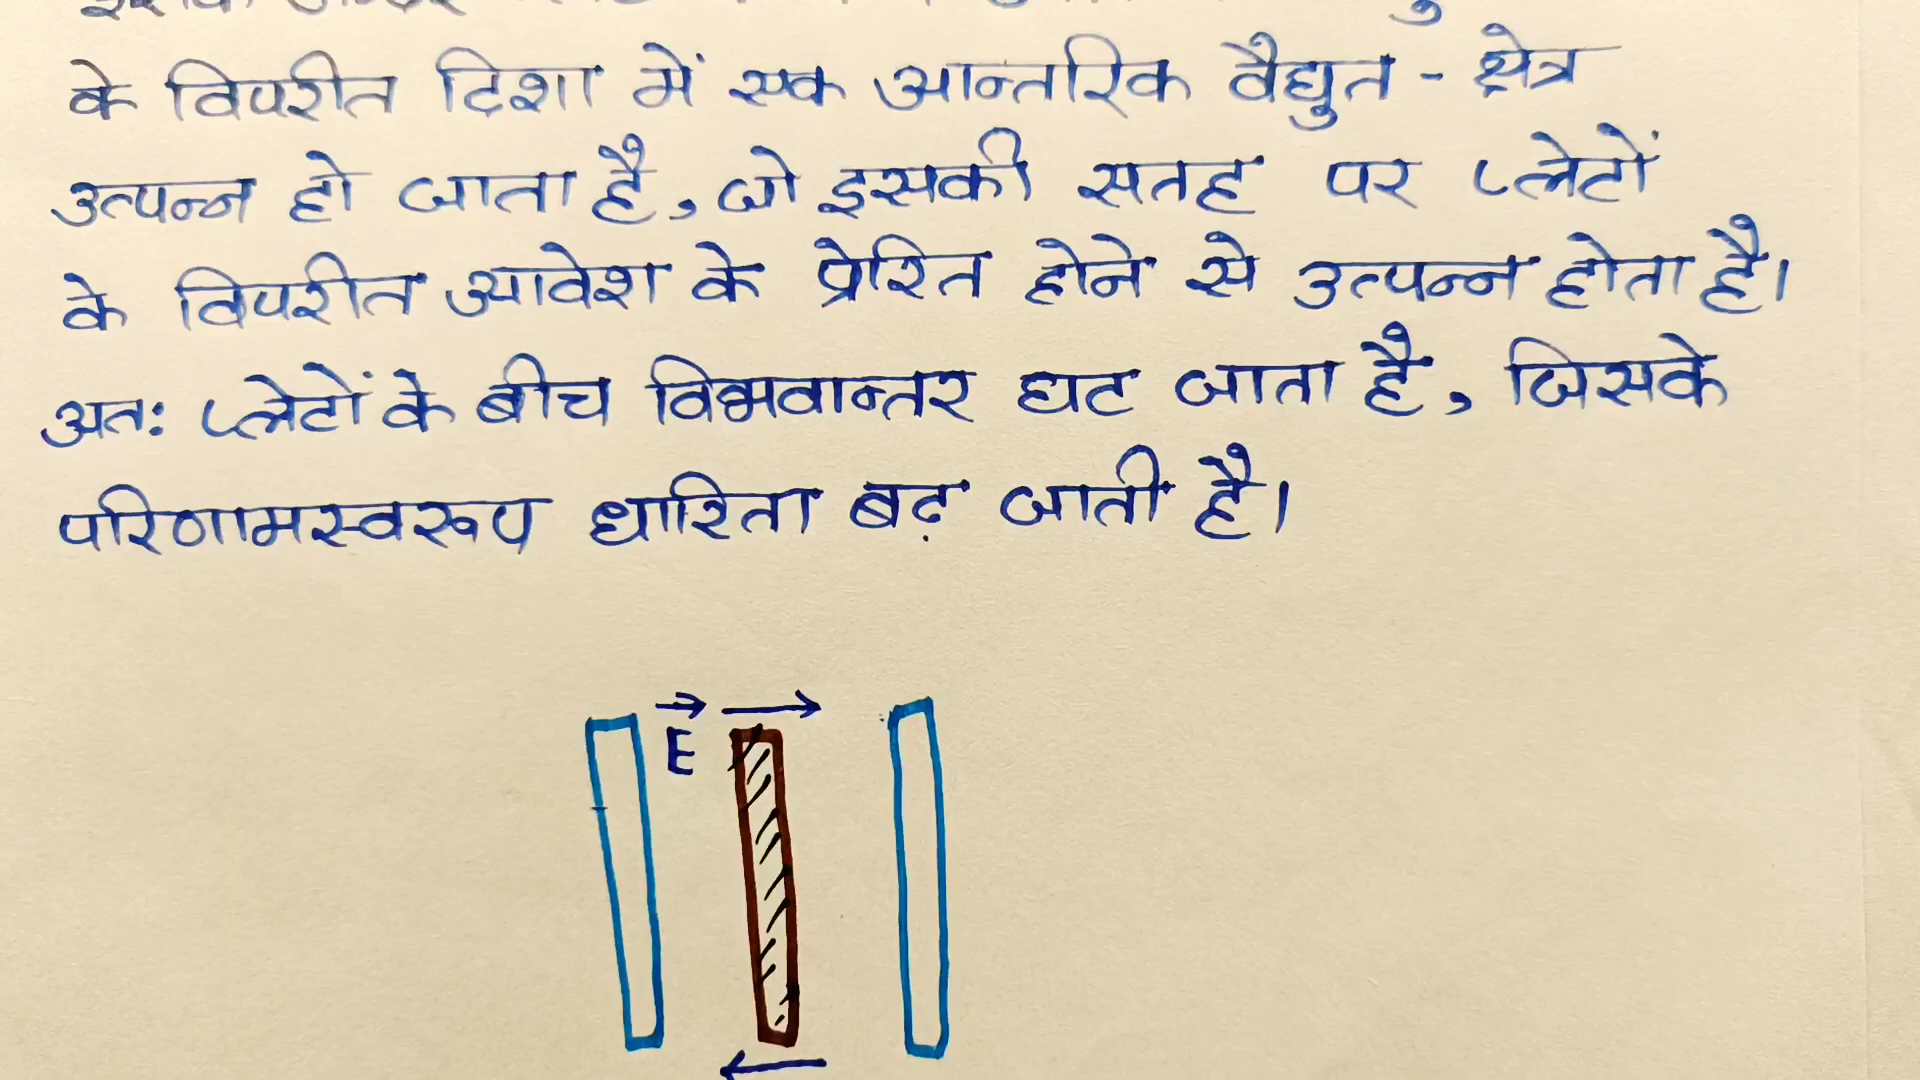 के विपरीत दिशा में एक आन्तरिक वैद्युत - क्षेत्र
उत्पन्न हो जाता है, जो इसकी सतह पर प्लेटों
के विपरीत आवेश के प्रेरित होने से उत्पन्न होता है।
अतः प्लेटों के बीच विभवान्तर घट जाता है, जिसके
परिणामस्वरूप धारिता बढ़ जाती है।
E